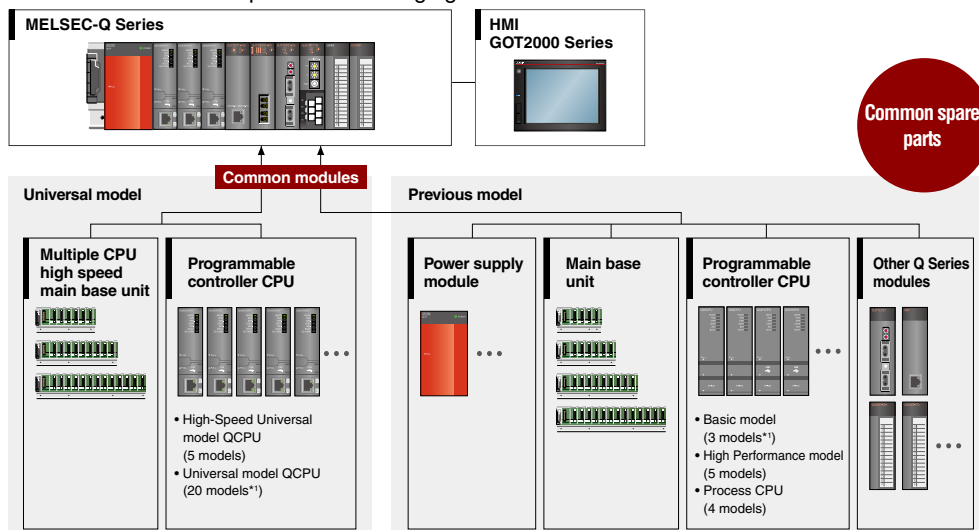 MELSEC-Q Series
HMI
GOT2000 Series
Common spare
parts
Common modules
Universal model
Previous model
Multiple CPU
high speed
main base unit
Programmable
controller CPU
• High-Speed Universal
model QCPU
(5 models)
• Universal model QCPU
(20 models*1)
Power supply
module
Main base
unit
Programmable
controller CPU
• Basic model
(3 models*1)
• High Performance model
(5 models)
• Process CPU
(4 models)
Other Q Series
modules